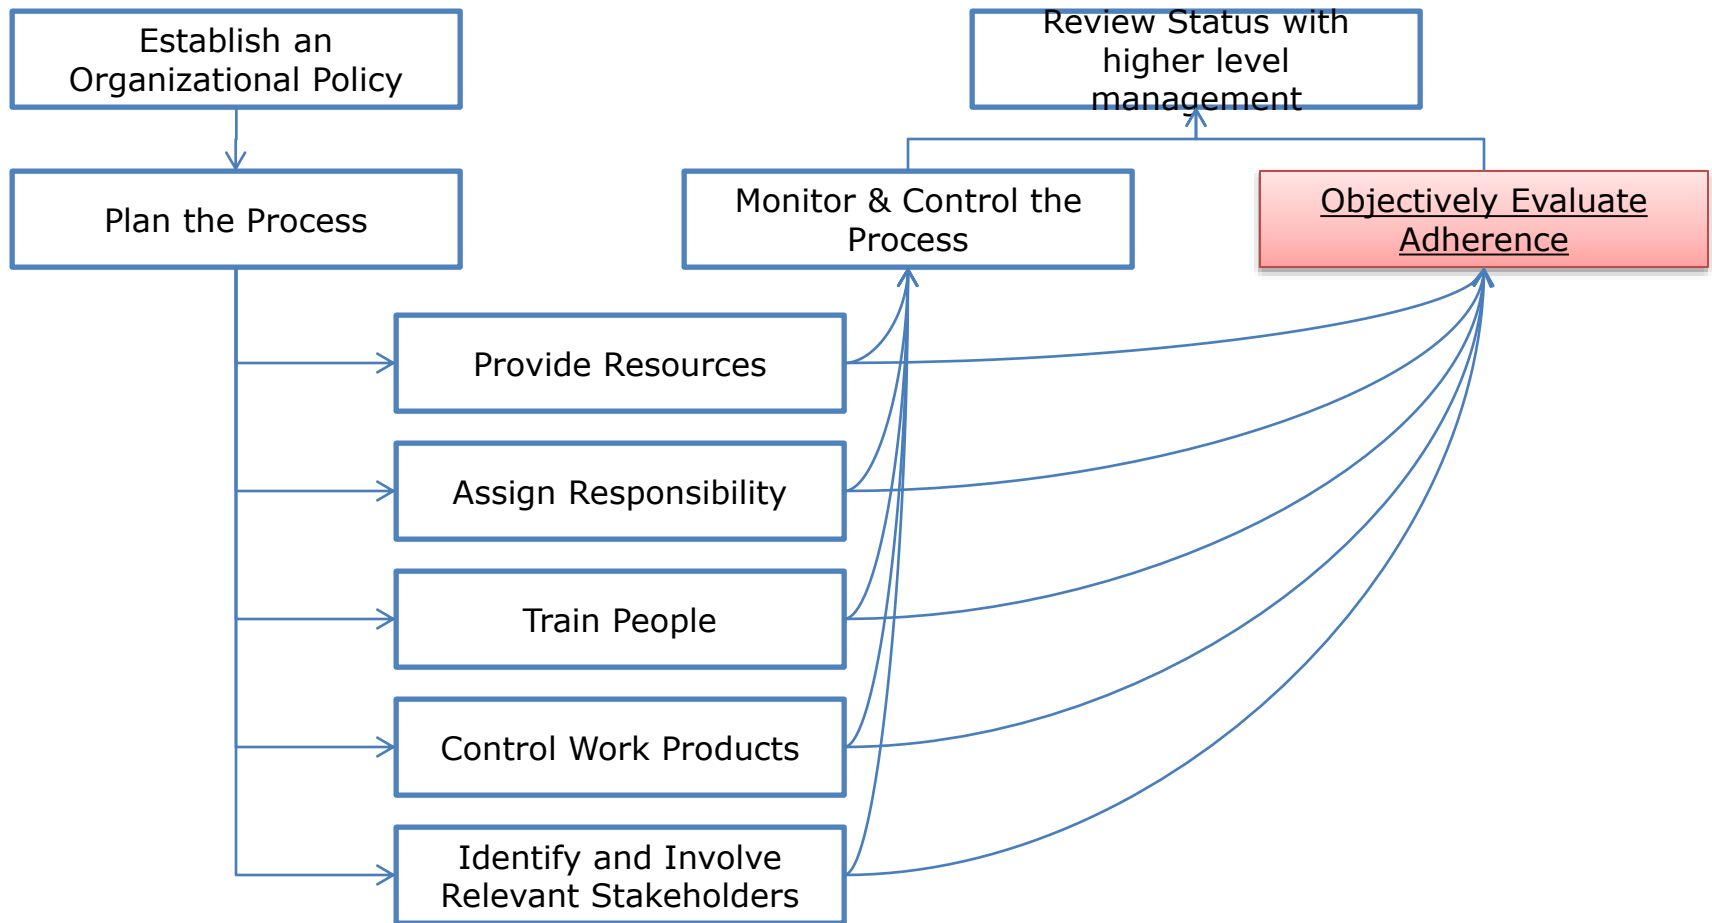 Establish an
Organizational Policy
Review Status with
higher level
management
Plan the Process
Monitor & Control the
Process
Objectively Evaluate
Adherence
Provide Resources
Assign Responsibility
Train People
Control Work Products
Identify and Involve
Relevant Stakeholders